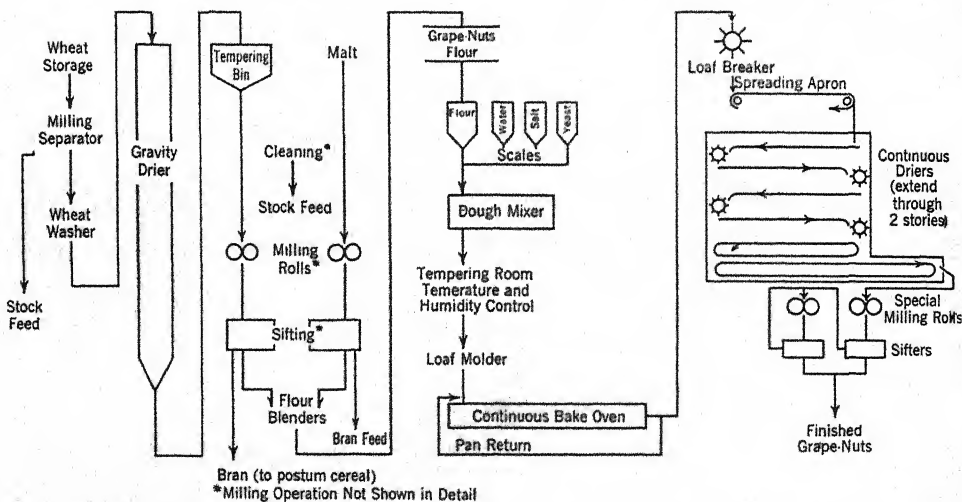 Wheat
Storage
Milling
Separator
Wheat
Washer
Stock
Feed
Gravity
Drier
Tempering
Bin
Malt
Cleaning*
Stock Feed
Milling
Rolls*
Sifting*
Flour
Blenders
Bran Feed
Bran (to postum cereal)
*Milling Operation Not Shown in Detail
Grape-Nuts
Flour
Flour
Water
Salt
Yeast
Scales
Dough Mixer
Tempering Room
Temerature and
Humidity Control
Loaf Molder
Continuous Bake Oven
Pan Return
Loaf Breaker
Spreading Apron
Continuous
Driers
(extend
through
2 stories)
Special
Milling Rolls
Sifters
Finished
Grape-Nuts